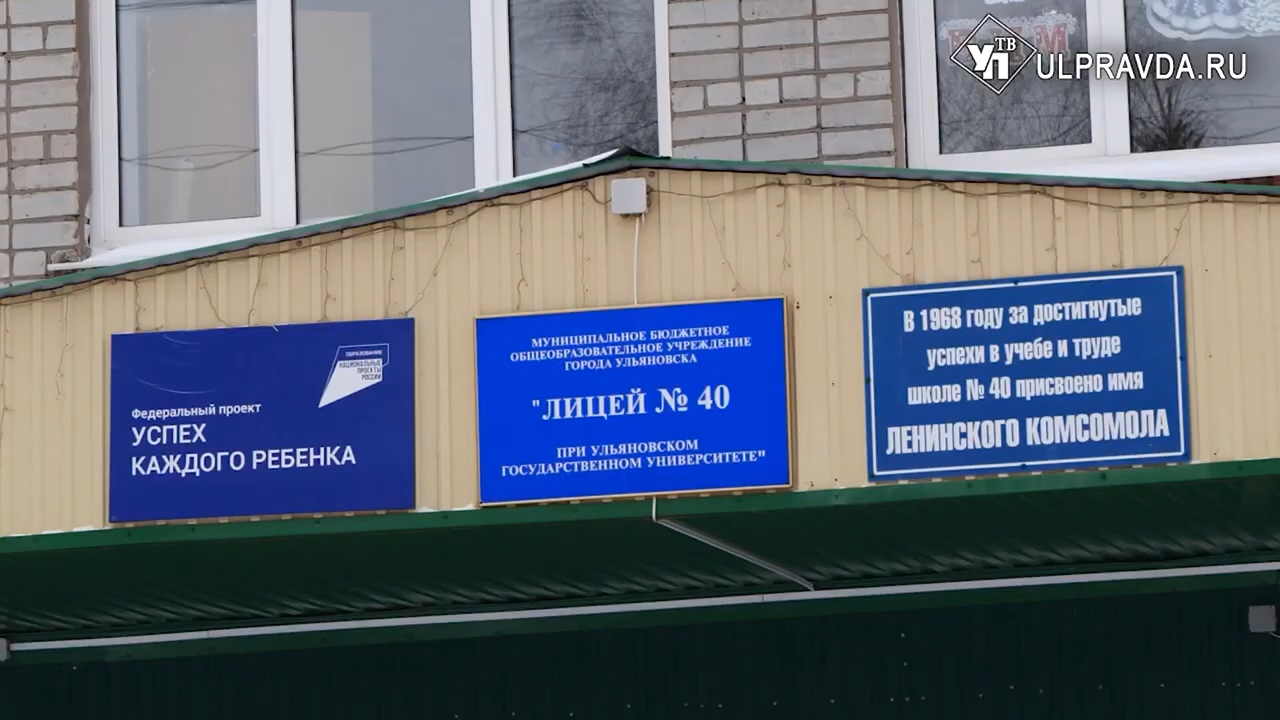 УП ТВ ULPRAVDA.RU
ОБРАЗОВАНИЕ
НАЦИОНАЛЬНЫЕ
ПРОЕКТЫ
РОССИИ
Федеральный проект
УСПЕХ
КАЖДОГО РЕБЕНКА
МУНИЦИПАЛЬНОЕ БЮДЖЕТНОЕ
ОБЩЕОБРАЗОВАТЕЛЬНОЕ УЧРЕЖДЕНИЕ
ГОРОДА УЛЬЯНОВСКА
"ЛИЦЕЙ № 40
ПРИ УЛЬЯНОВСКОМ
ГОСУДАРСТВЕННОМ УНИВЕРСИТЕТЕ"
В 1968 году за достигнутые
успехи в учебе и труде
школе № 40 присвоено имя
ЛЕНИНСКОГО КОМСОМОЛА